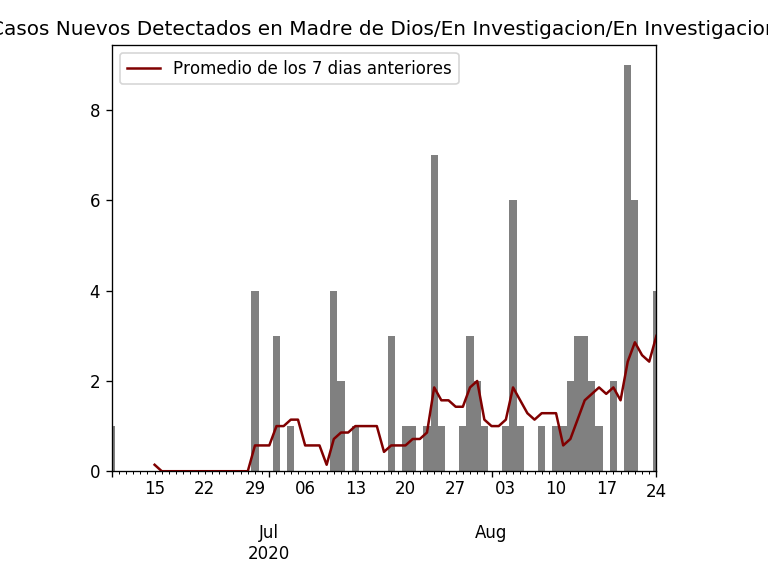 Casos Nuevos Detectados en Madre de Dios/En Investigacion/En Investigacion
Promedio de los 7 dias anteriores
8
6
4
2
0
15 22 29 06 13 20 27 03 10 17 24
Jul Aug
2020